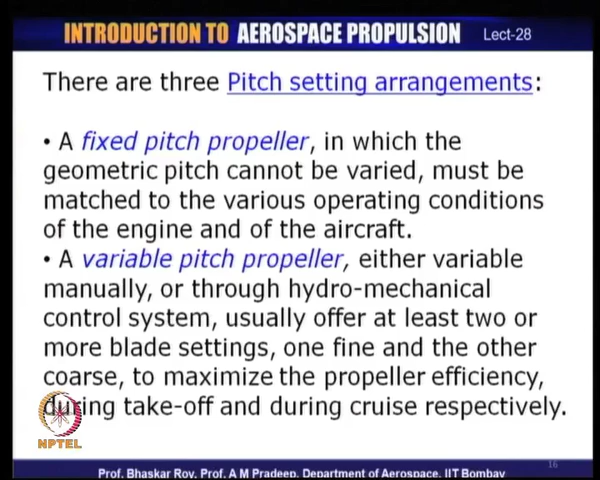 INTRODUCTION TO AEROSPACE PROPULSION Lect-28
There are three Pitch setting arrangements:
• A fixed pitch propeller, in which the
geometric pitch cannot be varied, must be
matched to the various operating conditions
of the engine and of the aircraft.
• A variable pitch propeller, either variable
manually, or through hydro-mechanical
control system, usually offer at least two or
more blade settings, one fine and the other
coarse, to maximize the propeller efficiency,
during take-off and during cruise respectively.
NPTEL
16
Prof. Bhaskar Roy, Prof. A M Pradeep, Department of Aerospace, IIT Bombay